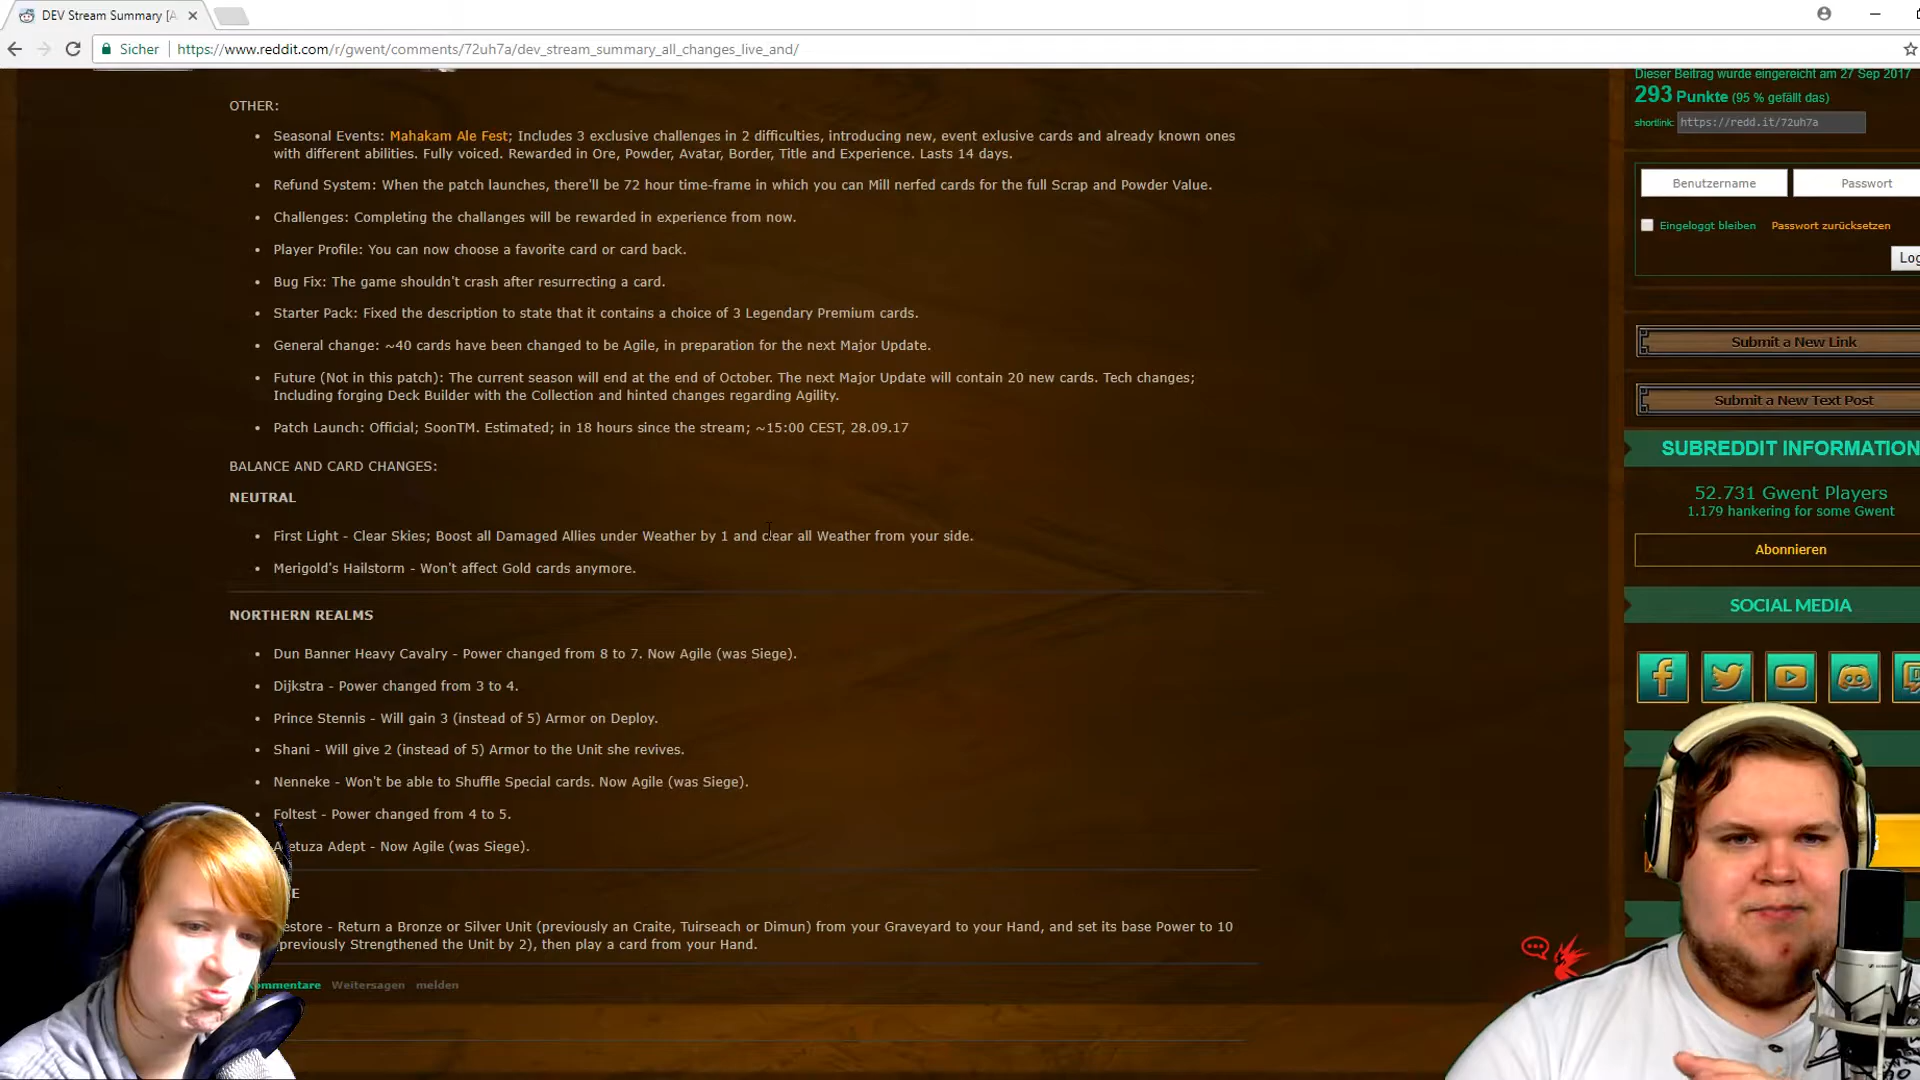 DEV Stream Summary [A
Sicher https://www.reddit.com/r/gwent/comments/72uh7a/dev_stream_summary_all_changes_live_and/
OTHER:
Seasonal Events: Mahakam Ale Fest; Includes 3 exclusive challenges in 2 difficulties, introducing new, event exlusive cards and already known ones
with different abilities. Fully voiced. Rewarded in Ore, Powder, Avatar, Border, Title and Experience. Lasts 14 days.
Refund System: When the patch launches, there'll be 72 hour time-frame in which you can Mill nerfed cards for the full Scrap and Powder Value.
Challenges: Completing the challanges will be rewarded in experience from now.
Player Profile: You can now choose a favorite card or card back.
Bug Fix: The game shouldn't crash after resurrecting a card.
Starter Pack: Fixed the description to state that it contains a choice of 3 Legendary Premium cards.
General change: ~40 cards have been changed to be Agile, in preparation for the next Major Update.
Future (Not in this patch): The current season will end at the end of October. The next Major Update will contain 20 new cards. Tech changes;
Including forging Deck Builder with the Collection and hinted changes regarding Agility.
Patch Launch: Official; SoonTM. Estimated; in 18 hours since the stream; ~15:00 CEST, 28.09.17
BALANCE AND CARD CHANGES:
NEUTRAL
First Light - Clear Skies; Boost all Damaged Allies under Weather by 1 and clear all Weather from your side.
Merigold's Hailstorm - Won't affect Gold cards anymore.
NORTHERN REALMS
Dun Banner Heavy Cavalry - Power changed from 8 to 7. Now Agile (was Siege).
Dijkstra - Power changed from 3 to 4.
Prince Stennis - Will gain 3 (instead of 5) Armor on Deploy.
Shani - Will give 2 (instead of 5) Armor to the Unit she revives.
Nenneke - Won't be able to Shuffle Special cards. Now Agile (was Siege).
Foltest - Power changed from 4 to 5.
A etuza Adept - Now Agile (was Siege).
E
estore - Return a Bronze or Silver Unit (previously an Craite, Tuirseach or Dimun) from your Graveyard to your Hand, and set its base Power to 10
(previously Strengthened the Unit by 2), then play a card from your Hand.
ommentare Weitersagen melden
Dieser Beitrag wurde eingereicht am 27 Sep 2017
293 Punkte (95 % gefällt das)
shortlink: https://redd.it/72uh7a
Benutzername Passwort
Eingeloggt bleiben Passwort zurücksetzen
Log
Submit a New Link
Submit a New Text Post
SUBREDDIT INFORMATION
52.731 Gwent Players
1.179 hankering for some Gwent
Abonnieren
SOCIAL MEDIA